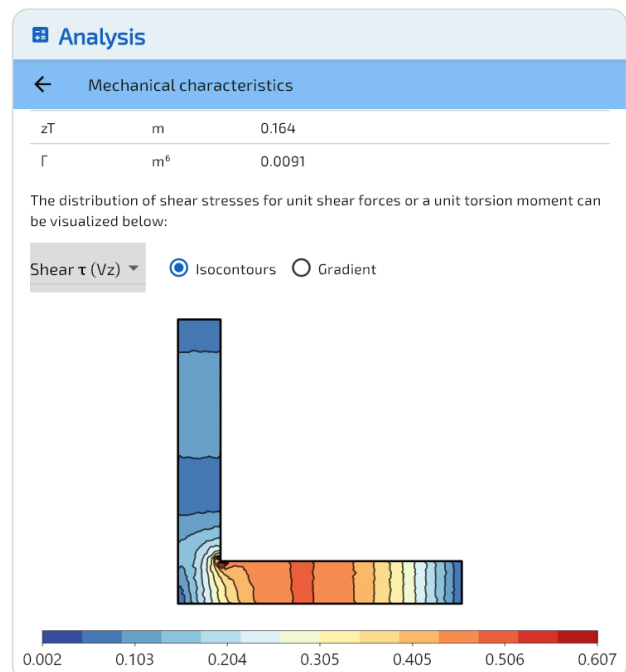 Analysis
Mechanical characteristics
zT m 0.164
Γ m⁶ 0.0091
The distribution of shear stresses for unit shear forces or a unit torsion moment can
be visualized below:
Shear τ (Vz) Isocontours Gradient
0.002 0.103 0.204 0.305 0.405 0.506 0.607